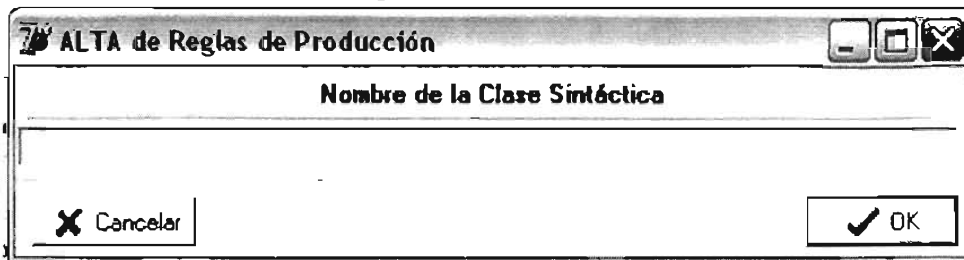 ALTA de Reglas de Producción
Nombre de la Clase Sintáctica
Cancelar
OK